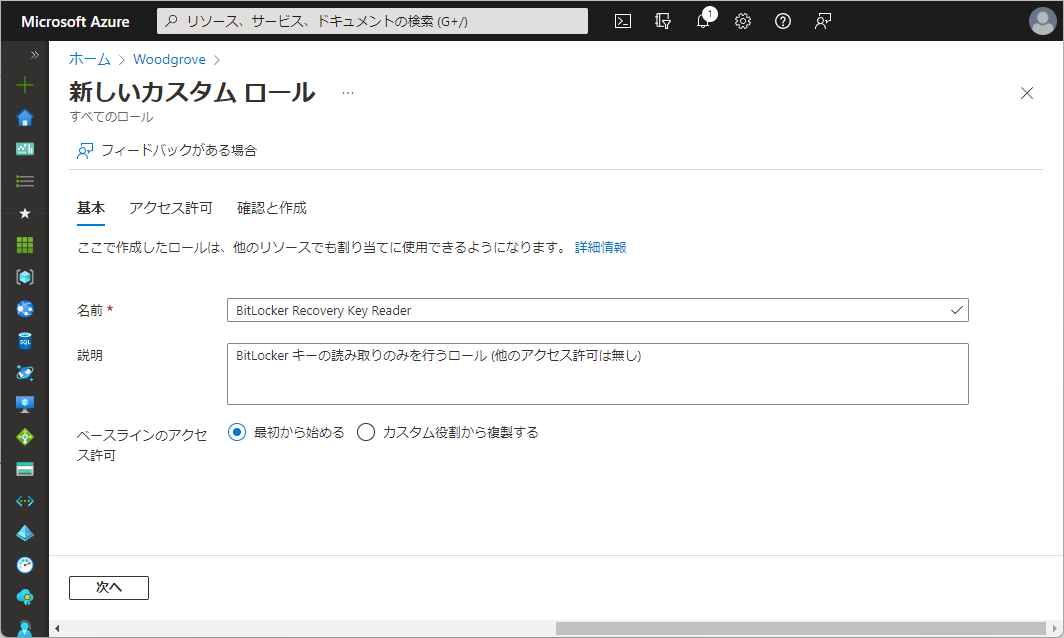 Microsoft Azure
リソース、サービス、ドキュメントの検索 (G+/)
1
ホーム > Woodgrove >
新しいカスタム ロール ...
すべてのロール
フィードバックがある場合
基本 アクセス許可 確認と作成
ここで作成したロールは、他のリソースでも割り当てに使用できるようになります。 詳細情報
名前 * BitLocker Recovery Key Reader
説明 BitLocker キーの読み取りのみを行うロール (他のアクセス許可は無し)
ベースラインのアクセ
ス許可
最初から始める カスタム役割から複製する
SQL
次へ